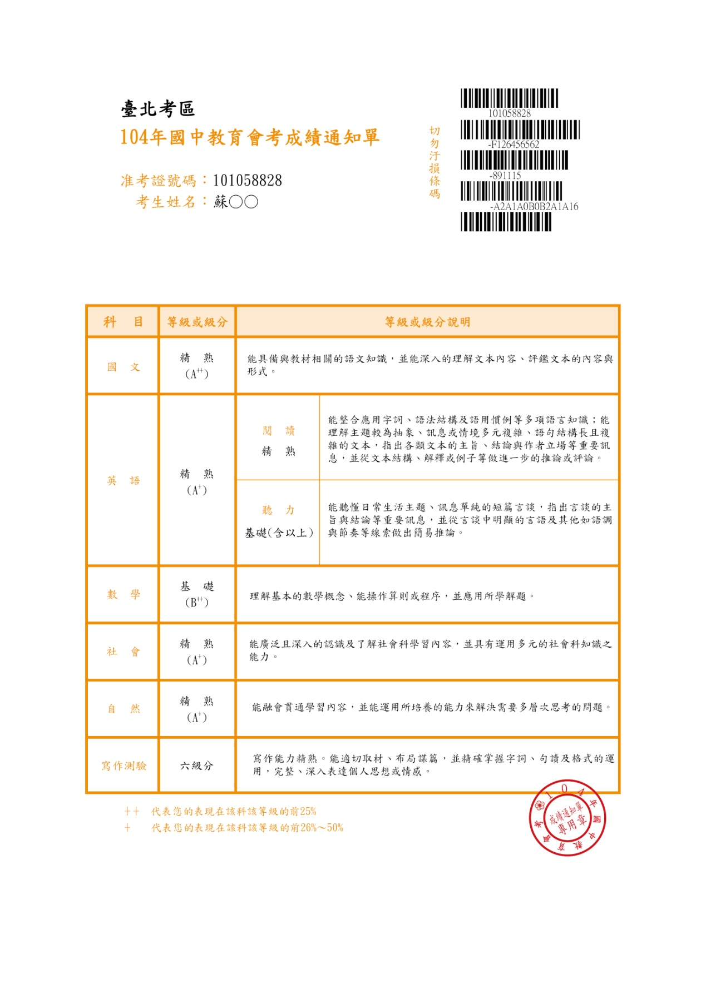 臺北考區
104年國中教育會考成績通知單
准考證號碼：101058828
考生姓名：蘇○○
切勿汙損條碼
101058828
-F126456562
-891115
-A2A1A0B0B2A1A16
科 目 等級或級分 等級或級分說明
國 文
精 熟
(A++)
能具備與教材相關的語文知識，並能深入的理解文本內容、評鑑文本的內容與
形式。
英 語
精 熟
(A+)
閱 讀
精 熟
能整合應用字詞、語法結構及語用慣例等多項語言知識；能
理解主題較為抽象、訊息或情境多元複雜、語句結構長且複
雜的文本，指出各類文本的主旨、結論與作者立場等重要訊
息，並從文本結構、解釋或例子等做進一步的推論或評論。
聽 力
基礎(含以上)
能聽懂日常生活主題、訊息單純的短篇言談，指出言談的主
旨與結論等重要訊息，並從言談中明顯的言語及其他如語調
與節奏等線索做出簡易推論。
數 學
基 礎
(B++)
理解基本的數學概念、能操作算則或程序，並應用所學解題。
社 會
精 熟
(A+)
能廣泛且深入的認識及了解社會科學習內容，並具有運用多元的社會科知識之
能力。
自 然
精 熟
(A+)
能融會貫通學習內容，並能運用所培養的能力來解決需要多層次思考的問題。
寫作測驗
六級分
寫作能力精熟。能適切取材、布局謀篇，並精確掌握字詞、句讀及格式的運
用，完整、深入表達個人思想或情感。
++ 代表您的表現在該科該等級的前25%
+ 代表您的表現在該科該等級的前26%～50%
104年國中教育會考
成績通知單
專用章